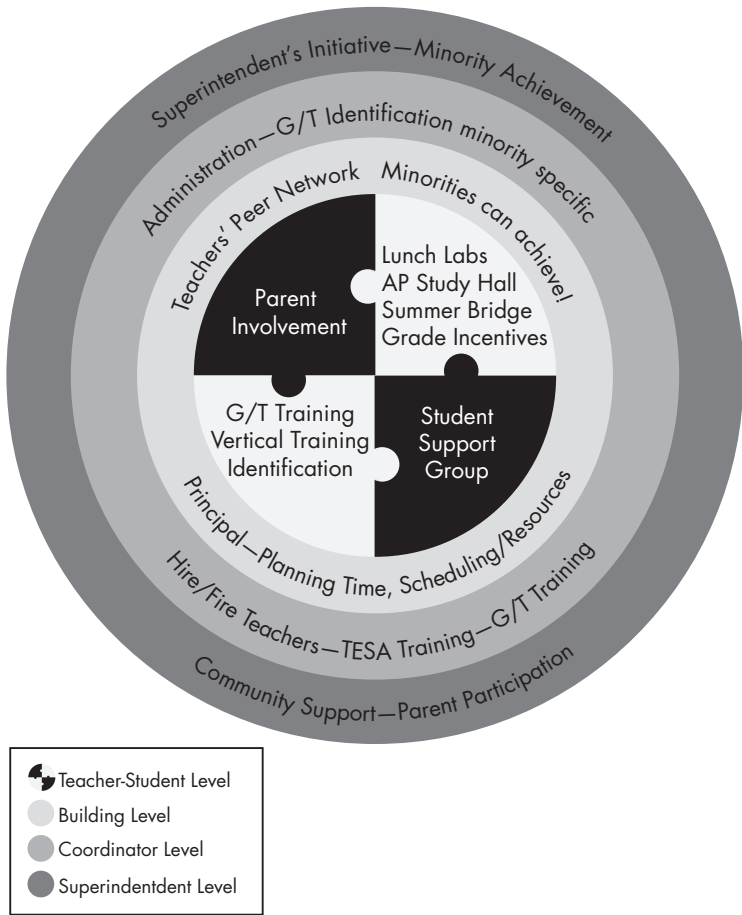 Superintendent's Initiative—Minority Achievement
Administration—G/T Identification minority specific
Teachers' Peer Network
Minorities can achieve!
Parent
Involvement
Lunch Labs
AP Study Hall
Summer Bridge
Grade Incentives
G/T Training
Vertical Training
Identification
Student
Support
Group
Principal—Planning Time, Scheduling/Resources
Hire/Fire Teachers—TESA Training—G/T Training
Community Support—Parent Participation
Teacher-Student Level
Building Level
Coordinator Level
Superindentdent Level